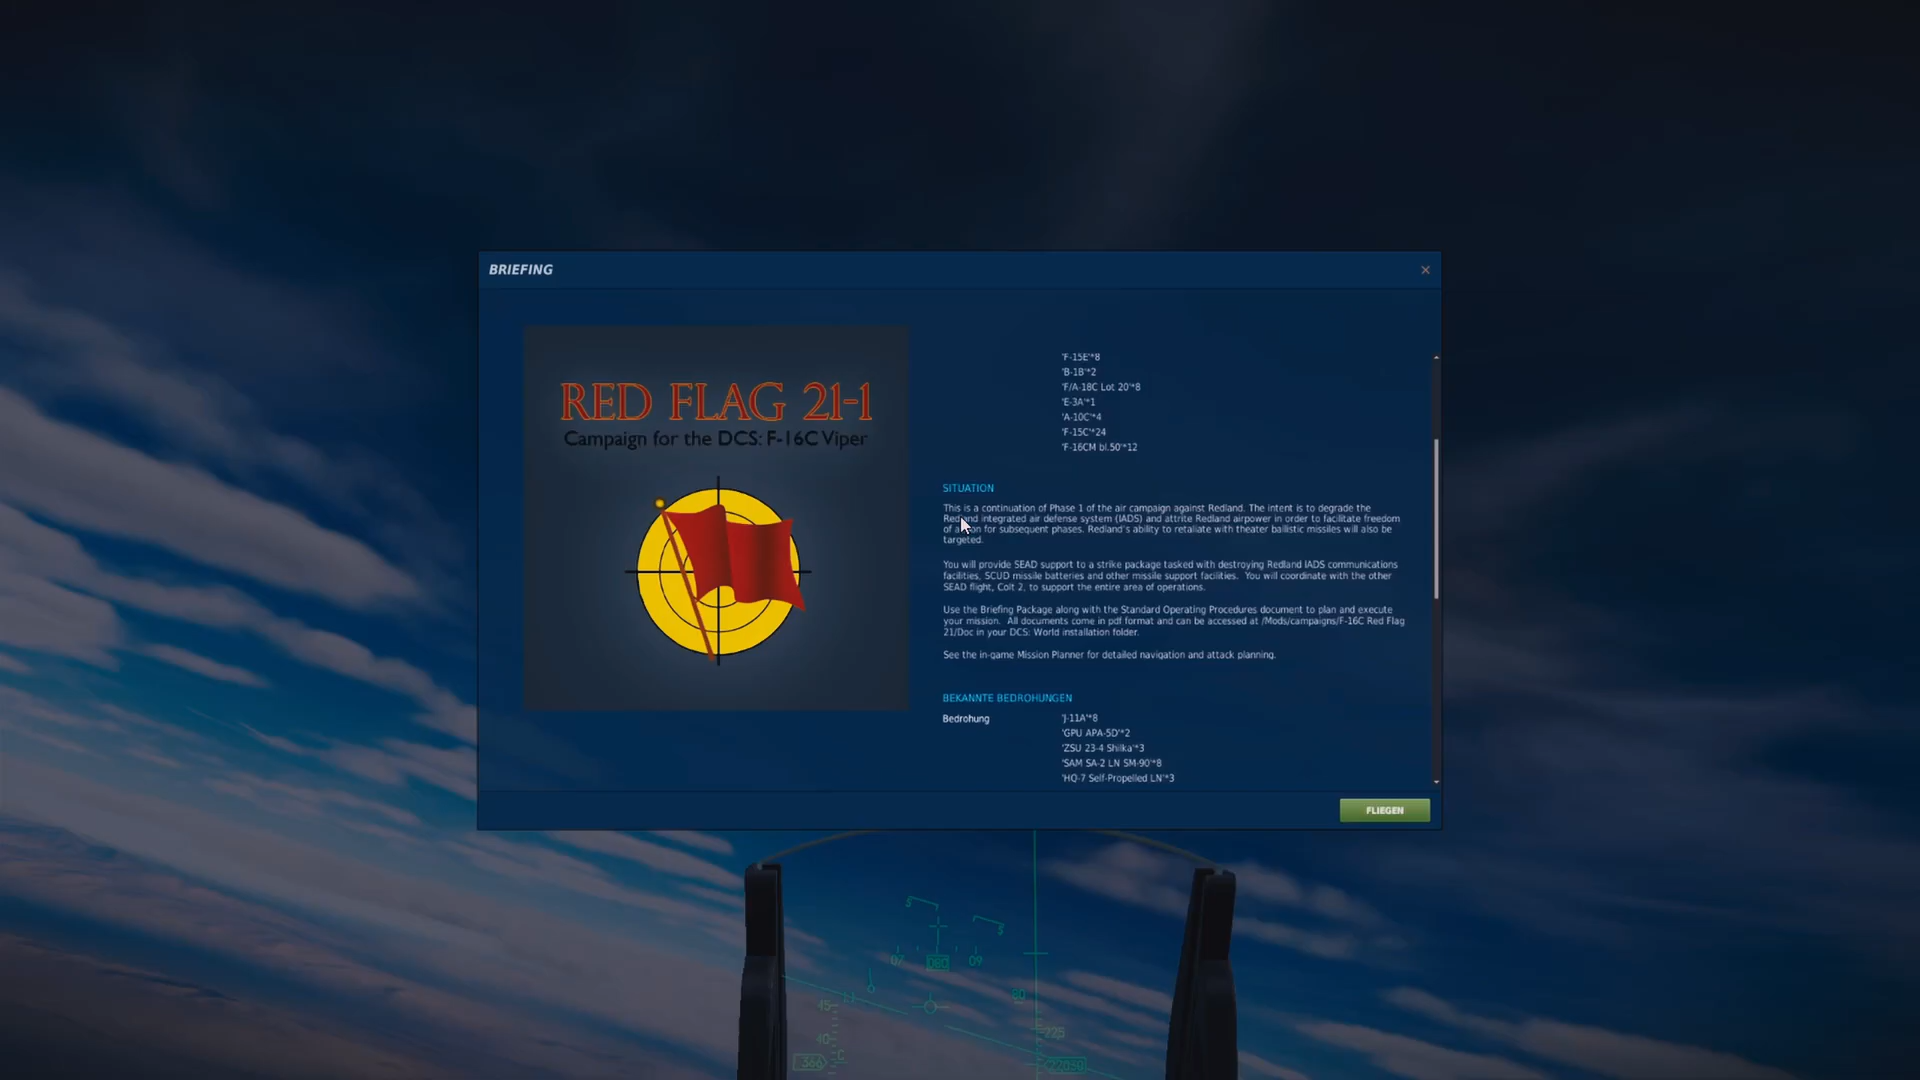 BRIEFING
RED FLAG 21-1
Campaign for the DCS: F-16C Viper
'F-15E'*8
'B-1B'*2
'F/A-18C Lot 20'*8
'E-3A'*1
'A-10C'*4
'F-15C'*24
'F-16CM bl.50'*12
SITUATION
This is a continuation of Phase 1 of the air campaign against Redland. The intent is to degrade the
Redland integrated air defense system (IADS) and attrite Redland airpower in order to facilitate freedom
of for subsequent phases. Redland's ability to retaliate with theater ballistic missiles will also be
targeted.
You will provide SEAD support to a strike package tasked with destroying Redland IADS communications
facilities, SCUD missile batteries and other missile support facilities. You will coordinate with the other
SEAD flight, Colt 2, to support the entire area of operations.
Use the Briefing Package along with the Standard Operating Procedures document to plan and execute
your mission. All documents come in pdf format and can be accessed at /Mods/campaigns/F-16C Red Flag
21/Doc in your DCS: World installation folder.
See the in-game Mission Planner for detailed navigation and attack planning.
BEKANNTE BEDROHUNGEN
Bedrohung
'J-11A'*8
'GPU APA-5D'*2
'ZSU 23-4 Shilka'*3
'SAM SA-2 LN SM-90'*8
'HQ-7 Self-Propelled LN'*3
FLIEGEN
07 080 09
45
40
366
22030